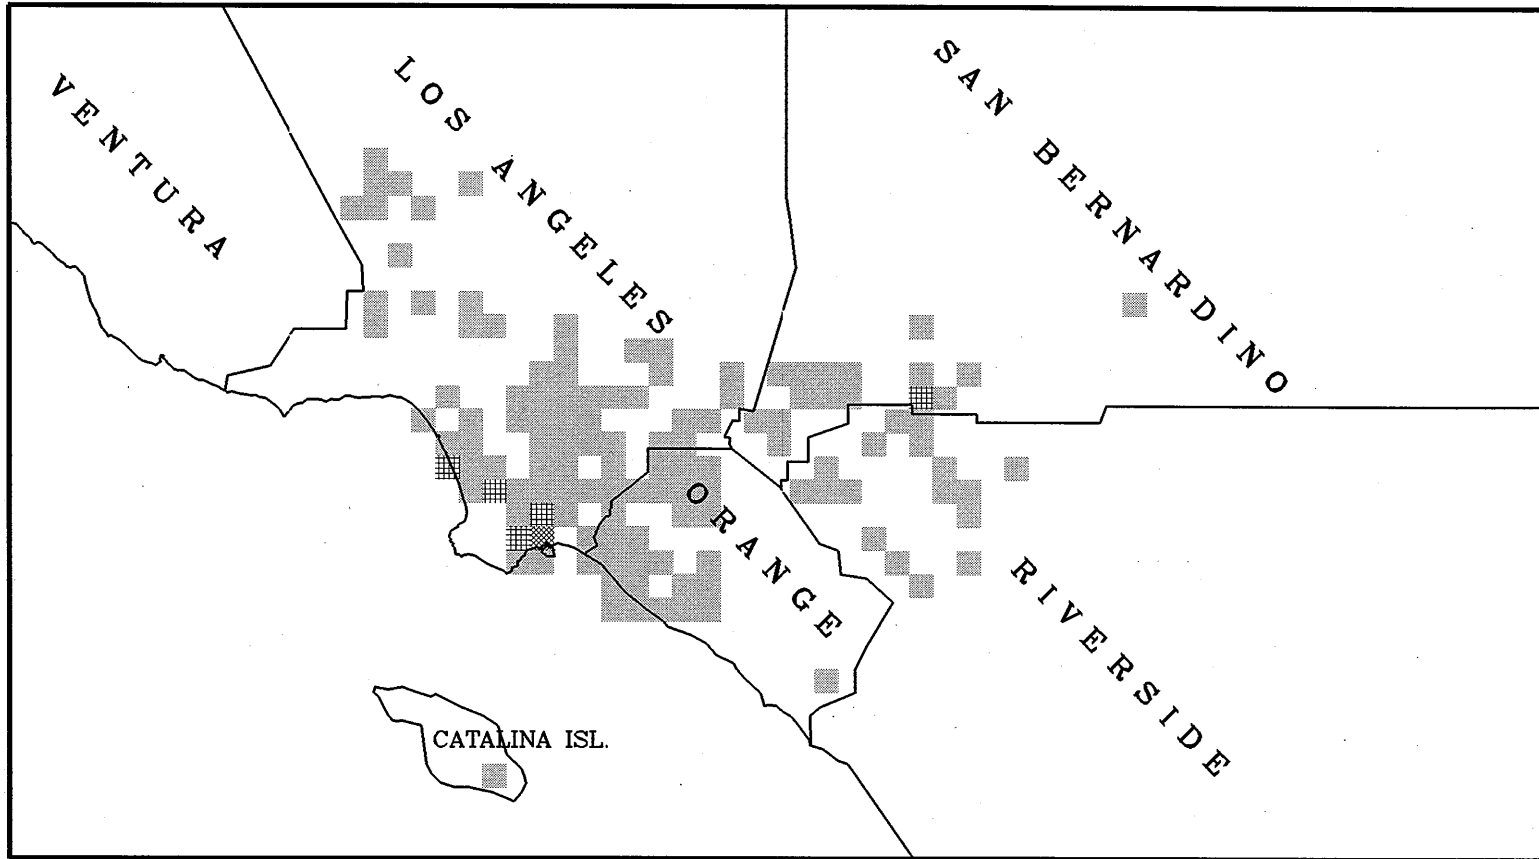 VENTURA
LOS ANGELES
SAN BERNARDINO
ORANGE
RIVERSIDE
CATALINA ISL.